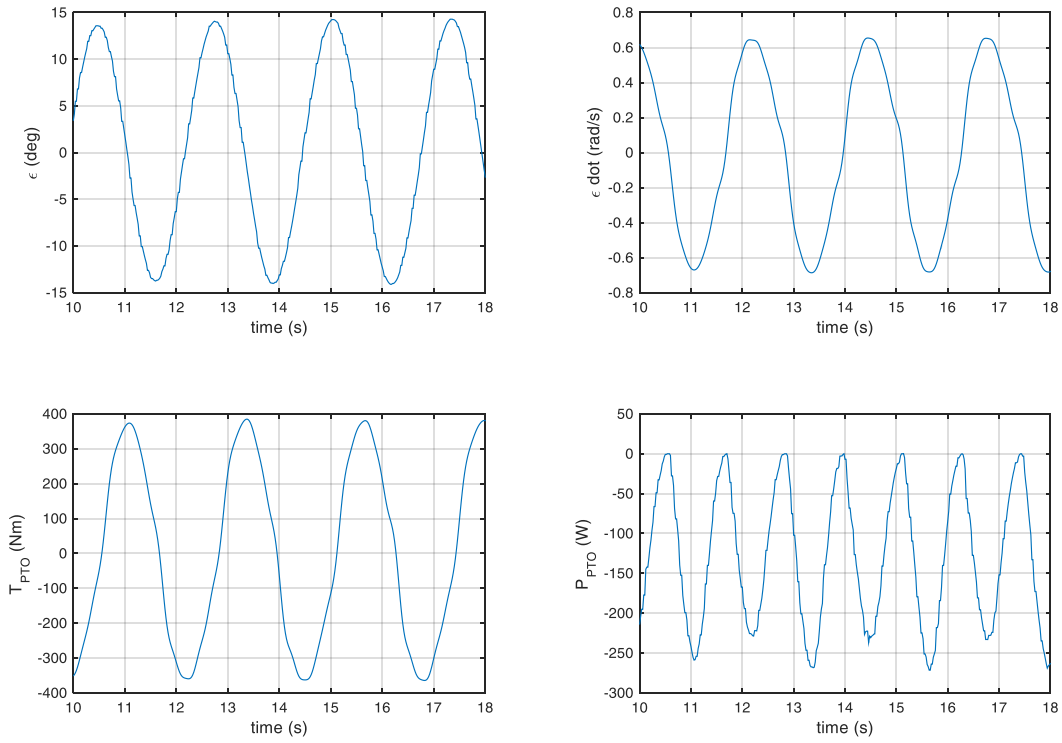 15
10
5
0
-5
-10
-15
ϵ (deg)
10 11 12 13 14 15 16 17 18
time (s)
0.8
0.6
0.4
0.2
0
-0.2
-0.4
-0.6
-0.8
ϵ dot (rad/s)
10 11 12 13 14 15 16 17 18
time (s)
400
300
200
100
0
-100
-200
-300
-400
T_PTO (Nm)
10 11 12 13 14 15 16 17 18
time (s)
50
0
-50
-100
-150
-200
-250
-300
P_PTO (W)
10 11 12 13 14 15 16 17 18
time (s)